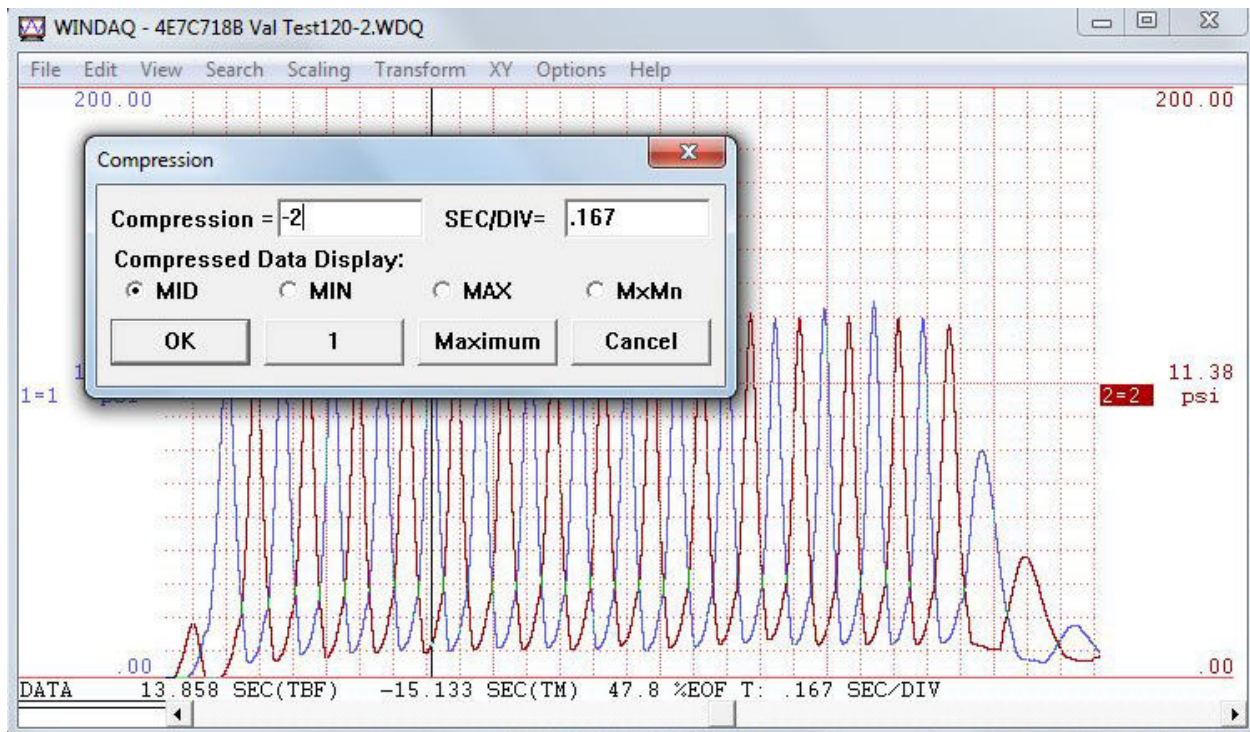 WINDAQ - 4E7C718B Val Test120-2.WDQ
File Edit View Search Scaling Transform XY Options Help
200.00 200.00
Compression
Compression = -2 SEC/DIV= .167
Compressed Data Display:
MID MIN MAX MxMn
OK 1 Maximum Cancel
11.38
1=1 2=2 psi
.00 .00
DATA 13.858 SEC(TBF) -15.133 SEC(TM) 47.8 %EOF T: .167 SEC/DIV